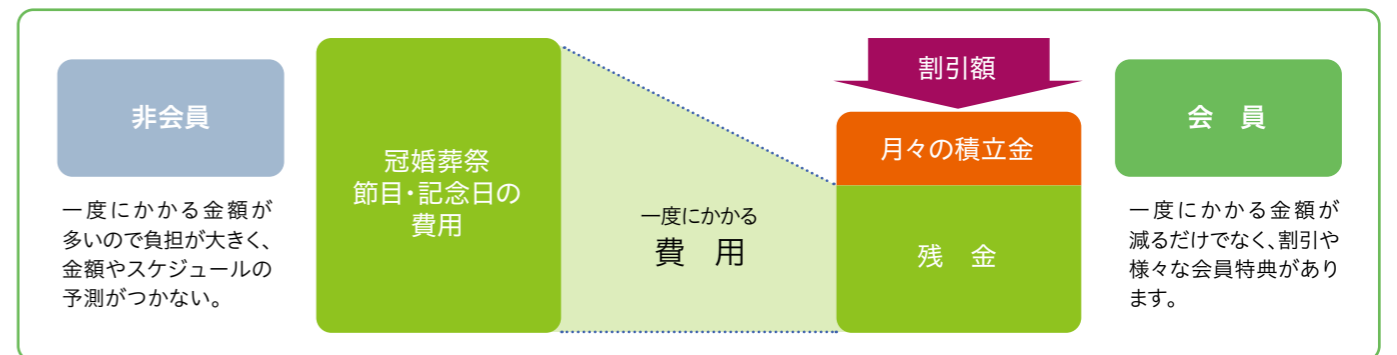 非会員
一度にかかる金額が
多いので負担が大きく、
金額やスケジュールの
予測がつかない。
冠婚葬祭
節目・記念日の
費用
一度にかかる
費　用
割引額
月々の積立金
残　金
会　員
一度にかかる金額が
減るだけでなく、割引や
様々な会員特典があり
ます。